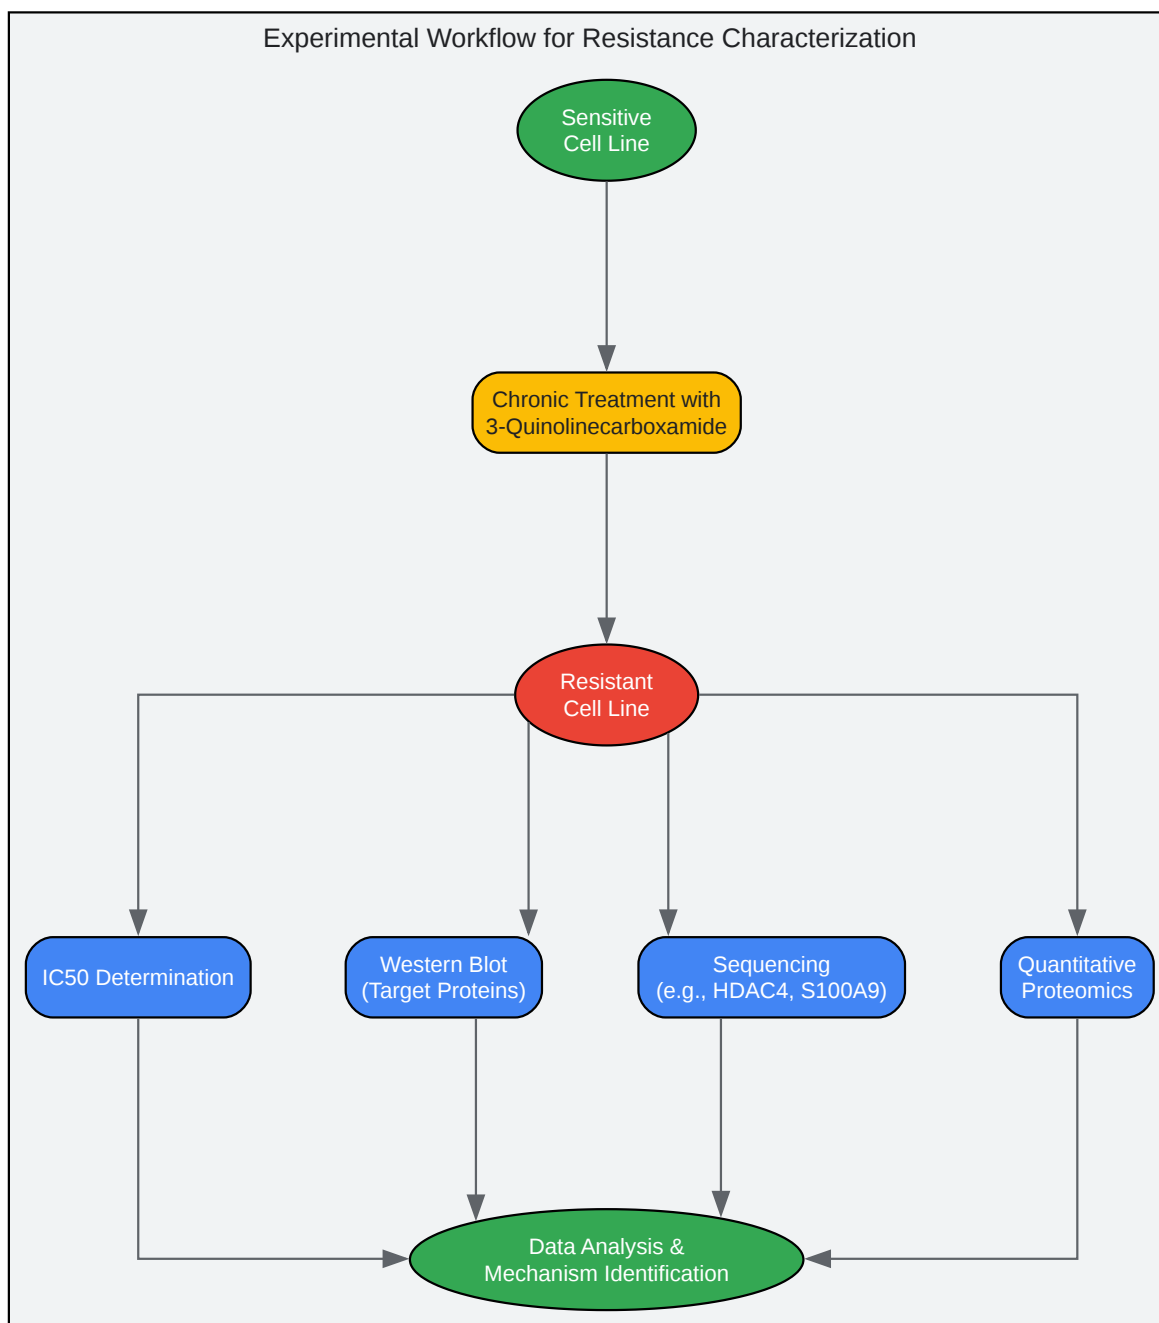 Experimental Workflow for Resistance Characterization
Sensitive
Cell Line
Chronic Treatment with
3-Quinolinecarboxamide
Resistant
Cell Line
IC50 Determination
Western Blot
(Target Proteins)
Sequencing
(e.g., HDAC4, S100A9)
Quantitative
Proteomics
Data Analysis &
Mechanism Identification